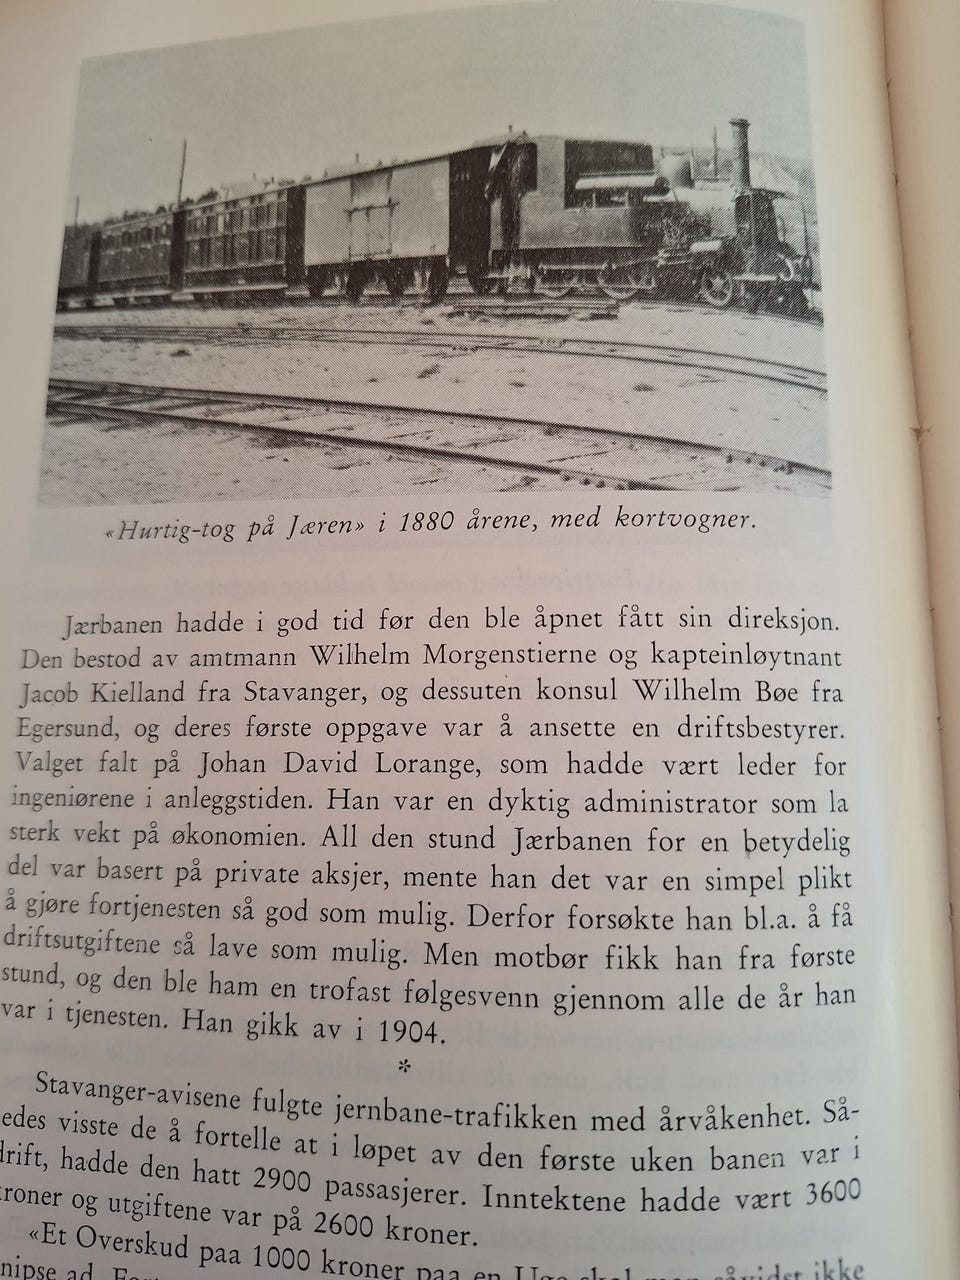 «Hurtig-tog på Jæren» i 1880 årene, med kortvogner.
Jærbanen hadde i god tid før den ble åpnet fått sin direksjon.
Den bestod av amtmann Wilhelm Morgenstierne og kapteinløytnant
Jacob Kielland fra Stavanger, og dessuten konsul Wilhelm Bøe fra
Egersund, og deres første oppgave var å ansette en driftsbestyrer.
Valget falt på Johan David Lorange, som hadde vært leder for
ingeniørene i anleggstiden. Han var en dyktig administrator som la
sterk vekt på økonomien. All den stund Jærbanen for en betydelig
del var basert på private aksjer, mente han det var en simpel plikt
å gjøre fortjenesten så god som mulig. Derfor forsøkte han bl.a. å få
driftsutgiftene så lave som mulig. Men motbør fikk han fra første
stund, og den ble ham en trofast følgesvenn gjennom alle de år han
var i tjenesten. Han gikk av i 1904.
*
Stavanger-avisene fulgte jernbane-trafikken med årvåkenhet. Så-
edes visste de å fortelle at i løpet av den første uken banen var i
drift, hadde den hatt 2900 passasjerer. Inntektene hadde vært 3600
kroner og utgiftene var på 2600 kroner.
«Et Overskud paa 1000 kroner paa en Uge skal man såvidt ikke
nipse ad.